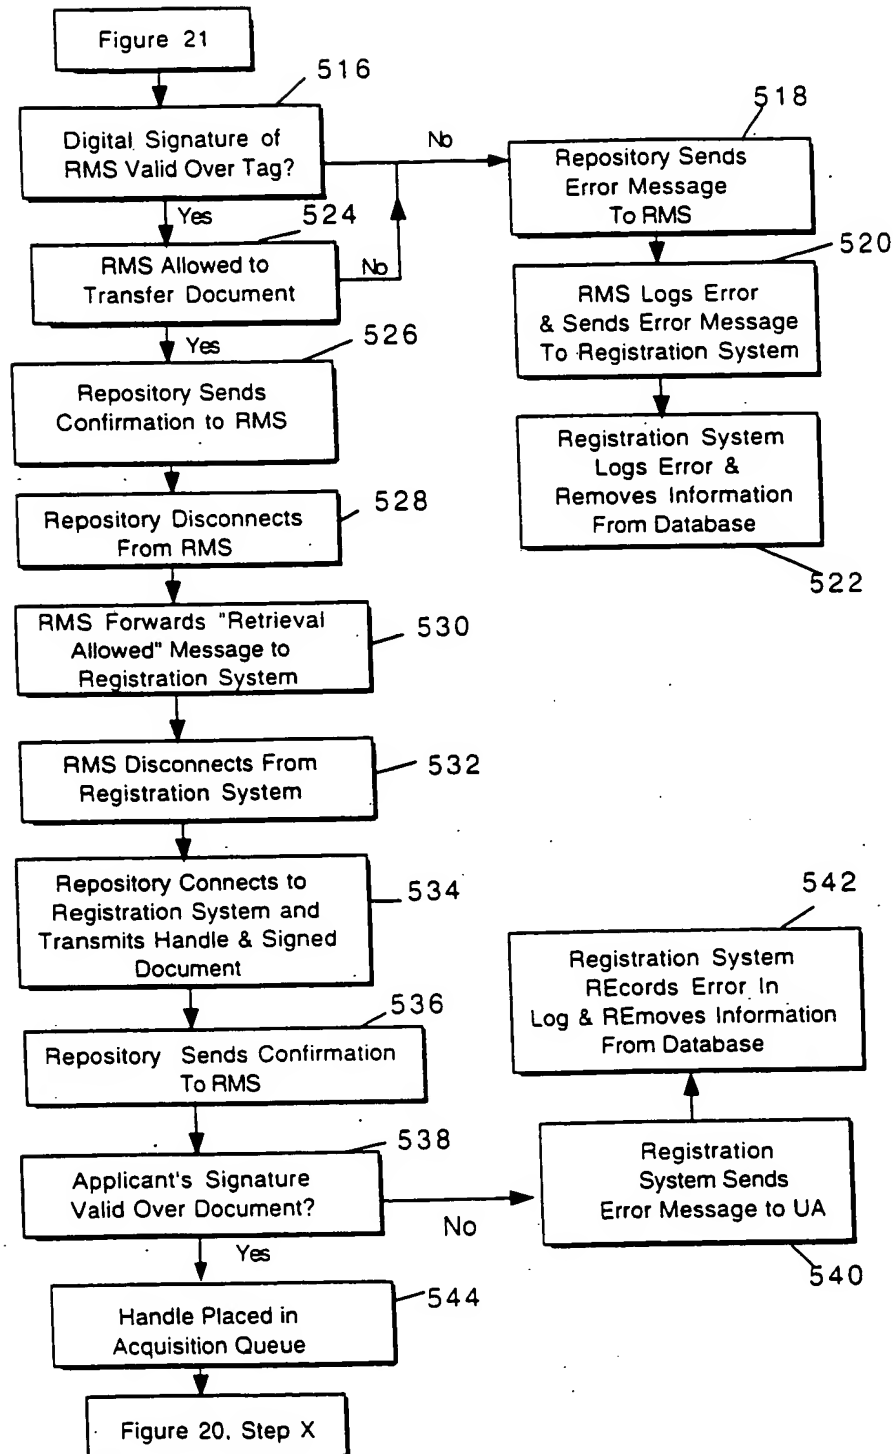 Figure 21
516
Digital Signature of
RMS Valid Over Tag?
No
518
Repository Sends
Error Message
To RMS
Yes
524
RMS Allowed to
Transfer Document
No
520
RMS Logs Error
& Sends Error Message
To Registration System
Yes
526
Repository Sends
Confirmation to RMS
Registration System
Logs Error &
Removes Information
From Database
522
528
Repository Disconnects
From RMS
RMS Forwards "Retrieval
Allowed" Message to
Registration System
530
RMS Disconnects From
Registration System
532
Repository Connects to
Registration System and
Transmits Handle & Signed
Document
534
542
Registration System
REcords Error In
Log & REmoves Information
From Database
536
Repository Sends Confirmation
To RMS
538
Applicant's Signature
Valid Over Document?
No
Registration
System Sends
Error Message to UA
540
Yes
544
Handle Placed in
Acquisition Queue
Figure 20. Step X